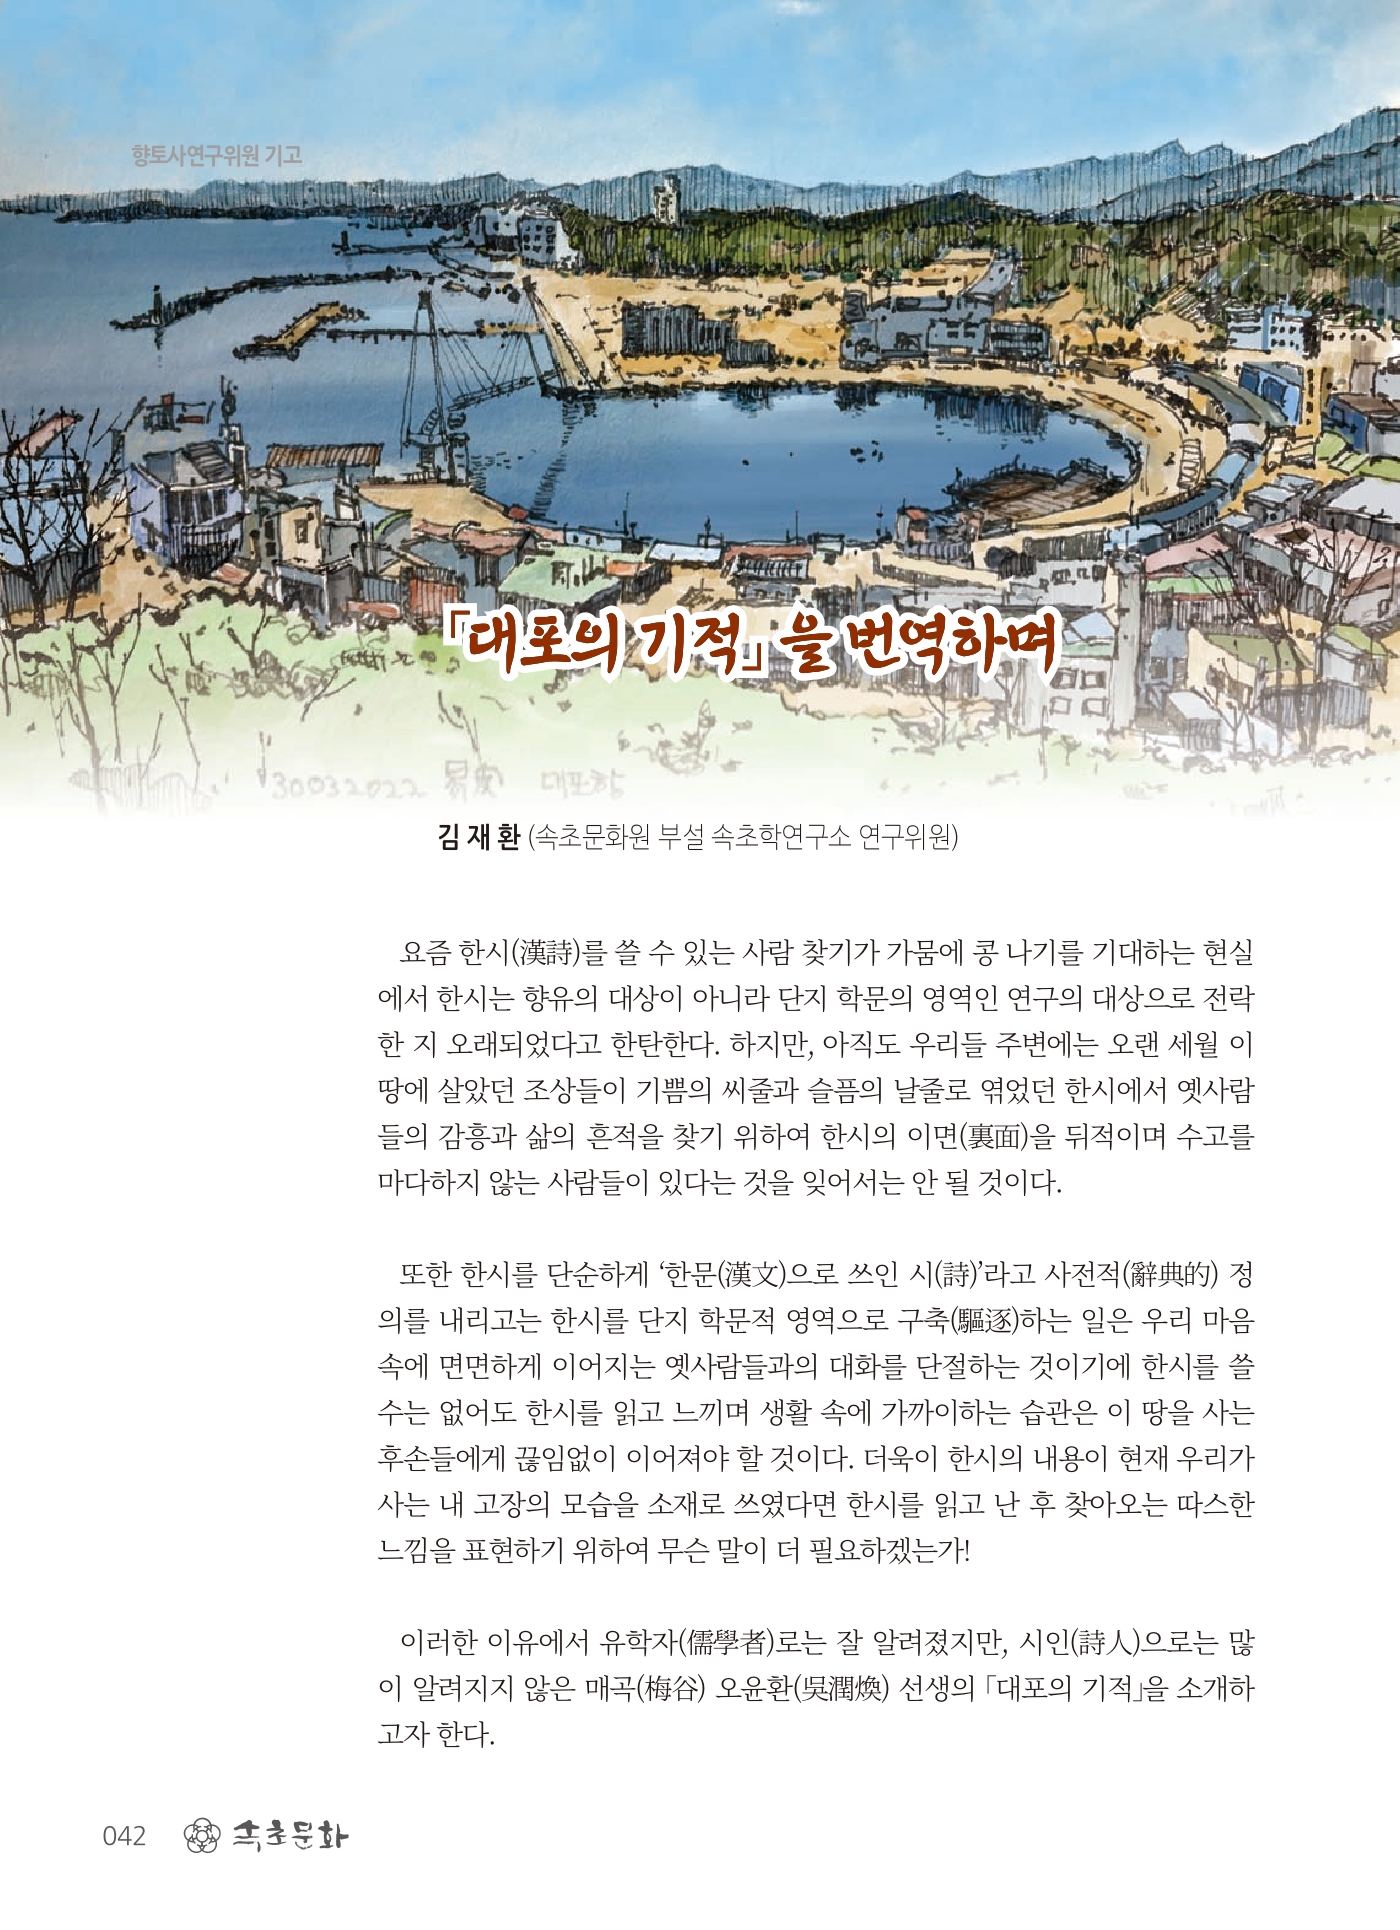 향토사연구위원 기고
「대포의 기적」을 번역하며
30032022 대포항
김 재 환 (속초문화원 부설 속초학연구소 연구위원)
요즘 한시(漢詩)를 쓸 수 있는 사람 찾기가 가뭄에 콩 나기를 기대하는 현실
에서 한시는 향유의 대상이 아니라 단지 학문의 영역인 연구의 대상으로 전락
한 지 오래되었다고 한탄한다. 하지만, 아직도 우리들 주변에는 오랜 세월 이
땅에 살았던 조상들이 기쁨의 씨줄과 슬픔의 날줄로 엮었던 한시에서 옛사람
들의 감흥과 삶의 흔적을 찾기 위하여 한시의 이면(裏面)을 뒤적이며 수고를
마다하지 않는 사람들이 있다는 것을 잊어서는 안 될 것이다.
또한 한시를 단순하게 ‘한문(漢文)으로 쓰인 시(詩)’라고 사전적(辭典的) 정
의를 내리고는 한시를 단지 학문적 영역으로 구축(驅逐)하는 일은 우리 마음
속에 면면하게 이어지는 옛사람들과의 대화를 단절하는 것이기에 한시를 쓸
수는 없어도 한시를 읽고 느끼며 생활 속에 가까이하는 습관은 이 땅을 사는
후손들에게 끊임없이 이어져야 할 것이다. 더욱이 한시의 내용이 현재 우리가
사는 내 고장의 모습을 소재로 쓰였다면 한시를 읽고 난 후 찾아오는 따스한
느낌을 표현하기 위하여 무슨 말이 더 필요하겠는가!
이러한 이유에서 유학자(儒學者)로는 잘 알려졌지만, 시인(詩人)으로는 많
이 알려지지 않은 매곡(梅谷) 오윤환(吳潤煥) 선생의 「대포의 기적」을 소개하
고자 한다.
042 속초문화